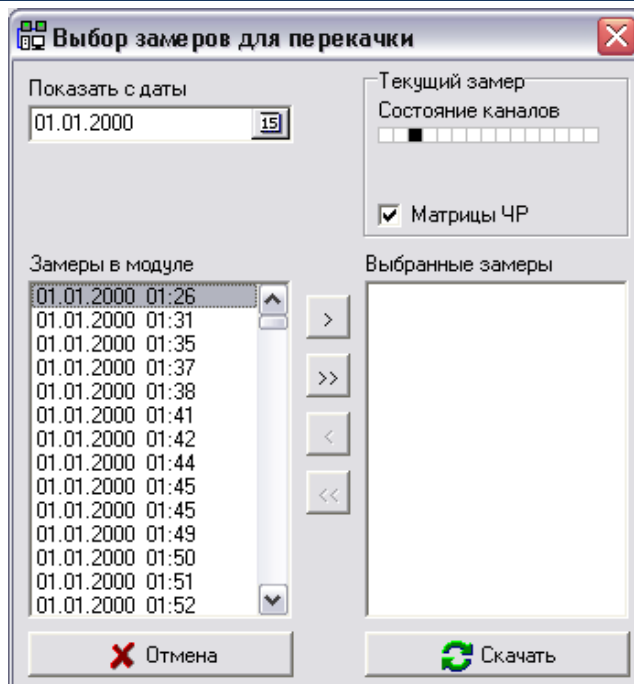 Выбор замеров для перекачки
Показать с даты
01.01.2000
15
Текущий замер
Состояние каналов
Матрицы ЧР
Замеры в модуле
01.01.2000 01:26
01.01.2000 01:31
01.01.2000 01:35
01.01.2000 01:37
01.01.2000 01:38
01.01.2000 01:41
01.01.2000 01:42
01.01.2000 01:44
01.01.2000 01:45
01.01.2000 01:45
01.01.2000 01:49
01.01.2000 01:50
01.01.2000 01:51
01.01.2000 01:52
>
>>
<
<<
Выбранные замеры
Отмена
Скачать